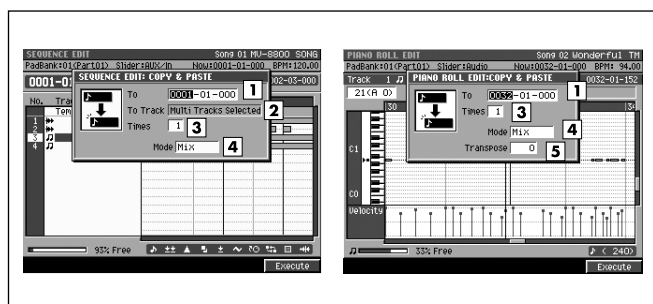 SEQUENCE EDIT Song 01 MV-8800 SONG
PadBank:01(Part01) Slider:AUX/In Now:0001-01-000 BPM:120.00
SEQUENCE EDIT: COPY & PASTE
To 0001-01-000 1
To Track Multi Tracks Selected 2
Times 1 3
Mode Mix 4
0001-01
02-03-000
No. Tra
Tem
1
2
3
4
93% Free
Execute
PIANO ROLL EDIT Song 02 Wonderful TM
PadBank:01(Part01) Slider:Audio Now:0032-01-000 BPM: 94.00
PIANO ROLL EDIT:COPY & PASTE
To 0032-01-000 1
Times 1 3
Mode Mix 4
Transpose 0 5
Track 1
0032-01-152
21(A 0)
30
C1
C0
Velocity
33% Free
( 240)
Execute